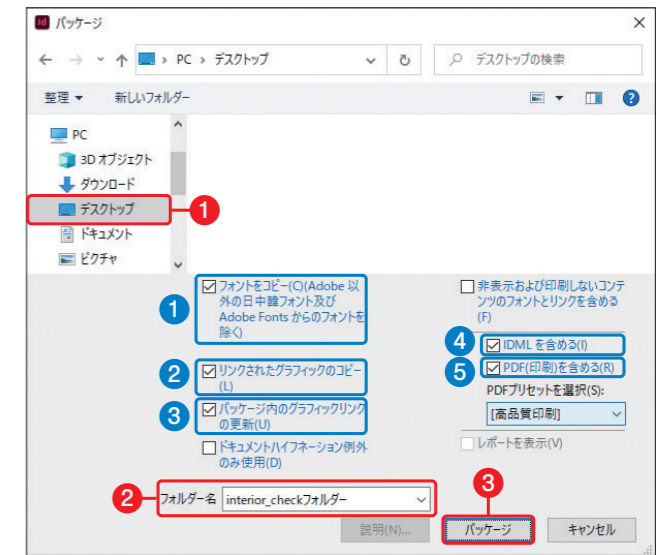 パッケージ
PC › デスクトップ
デスクトップの検索
整理
新しいフォルダー
PC
3D オブジェクト
ダウンロード
デスクトップ
1
ドキュメント
ピクチャ
1
フォントをコピー(C)(Adobe 以
外の日中韓フォント及び
Adobe Fonts からのフォントを
除く)
2
リンクされたグラフィックのコピー
(L)
3
パッケージ内のグラフィックリンク
の更新(U)
ドキュメントハイフネーション例外
のみ使用(D)
非表示および印刷しないコンテ
ンツのフォントとリンクを含める
(F)
4
IDML を含める(I)
5
PDF(印刷)を含める(R)
PDFプリセットを選択(S):
[高品質印刷]
レポートを表示(V)
2
フォルダー名
interior_checkフォルダー
3
説明(N)...
パッケージ
キャンセル